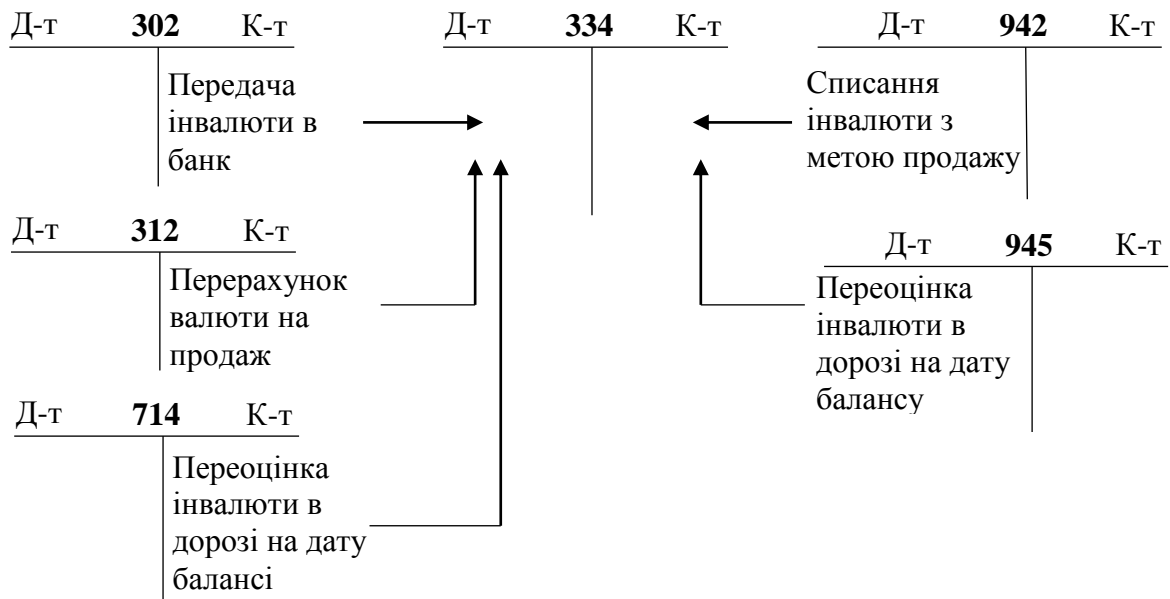 Д-т 302 К-т
Передача
інвалюти в
банк
Д-т 312 К-т
Перерахунок
валюти на
продаж
Д-т 714 К-т
Переоцінка
інвалюти в
дорозі на дату
балансі
Д-т 334 К-т
Д-т 942 К-т
Списання
інвалюти з
метою продажу
Д-т 945 К-т
Переоцінка
інвалюти в
дорозі на дату
балансу